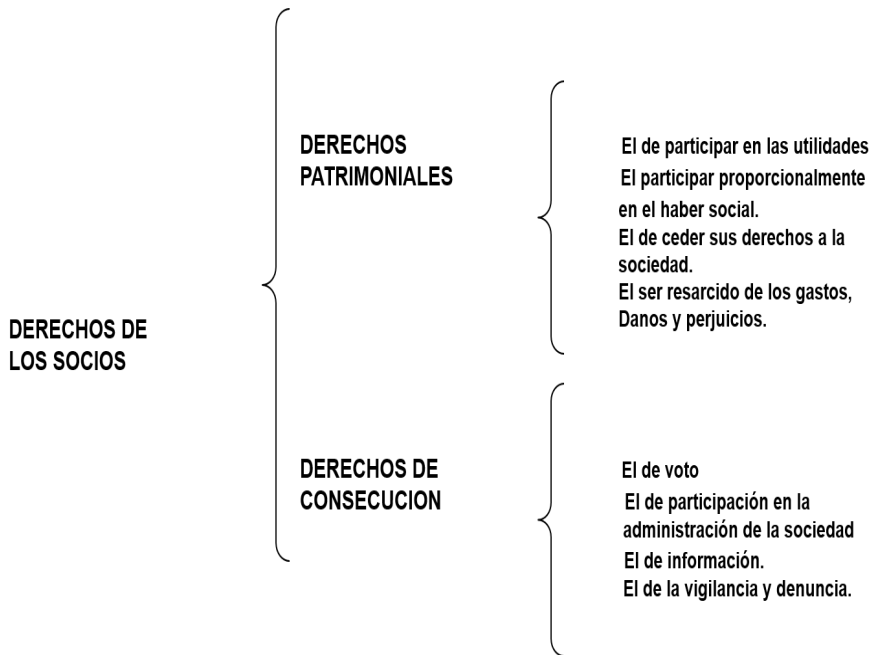 DERECHOS DE
LOS SOCIOS
DERECHOS
PATRIMONIALES
El de participar en las utilidades
El participar proporcionalmente
en el haber social.
El de ceder sus derechos a la
sociedad.
El ser resarcido de los gastos,
Danos y perjuicios.
DERECHOS DE
CONSECUCION
El de voto
El de participación en la
administración de la sociedad
El de información.
El de la vigilancia y denuncia.